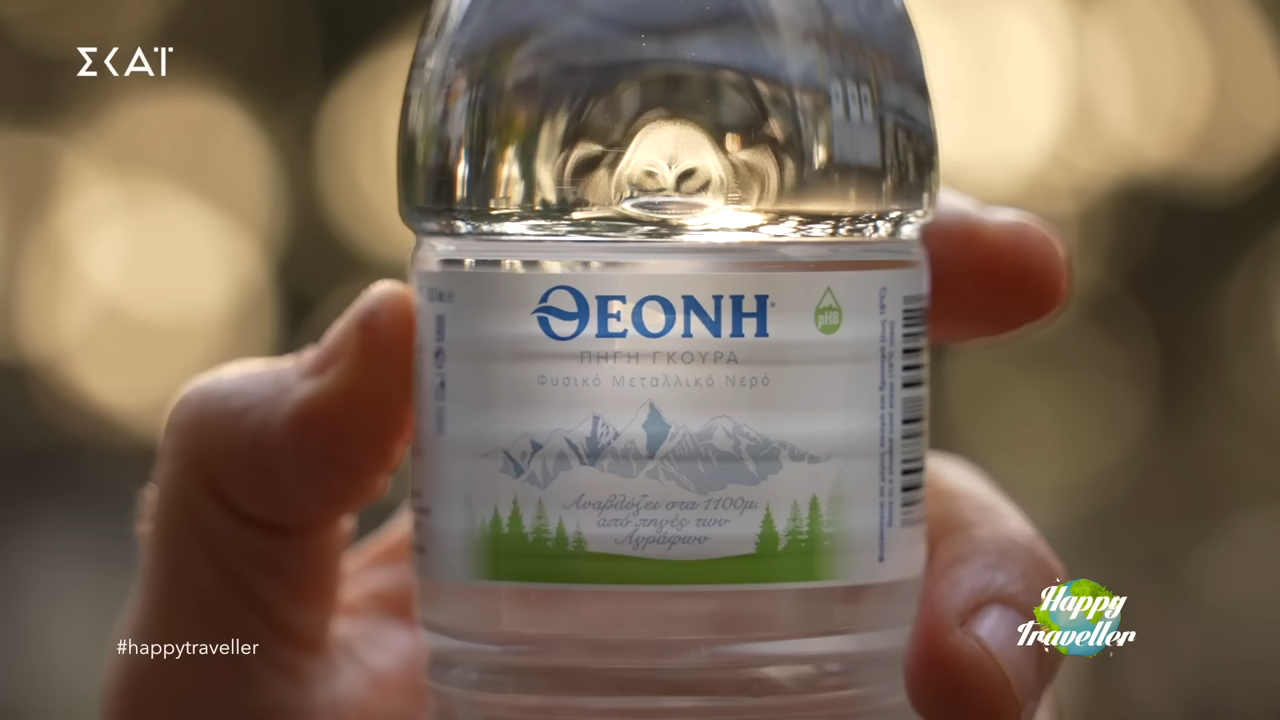 ΣΚΑΪ
ΘΕΟΝΗ®
pH8
ΠΗΓΗ ΓΚΟΥΡΑ
Φυσικό Μεταλλικό Νερό
Αναβλύζει στα 1100μ.
από πηγές των
Αγράφων
#happytraveller
Happy
Traveller